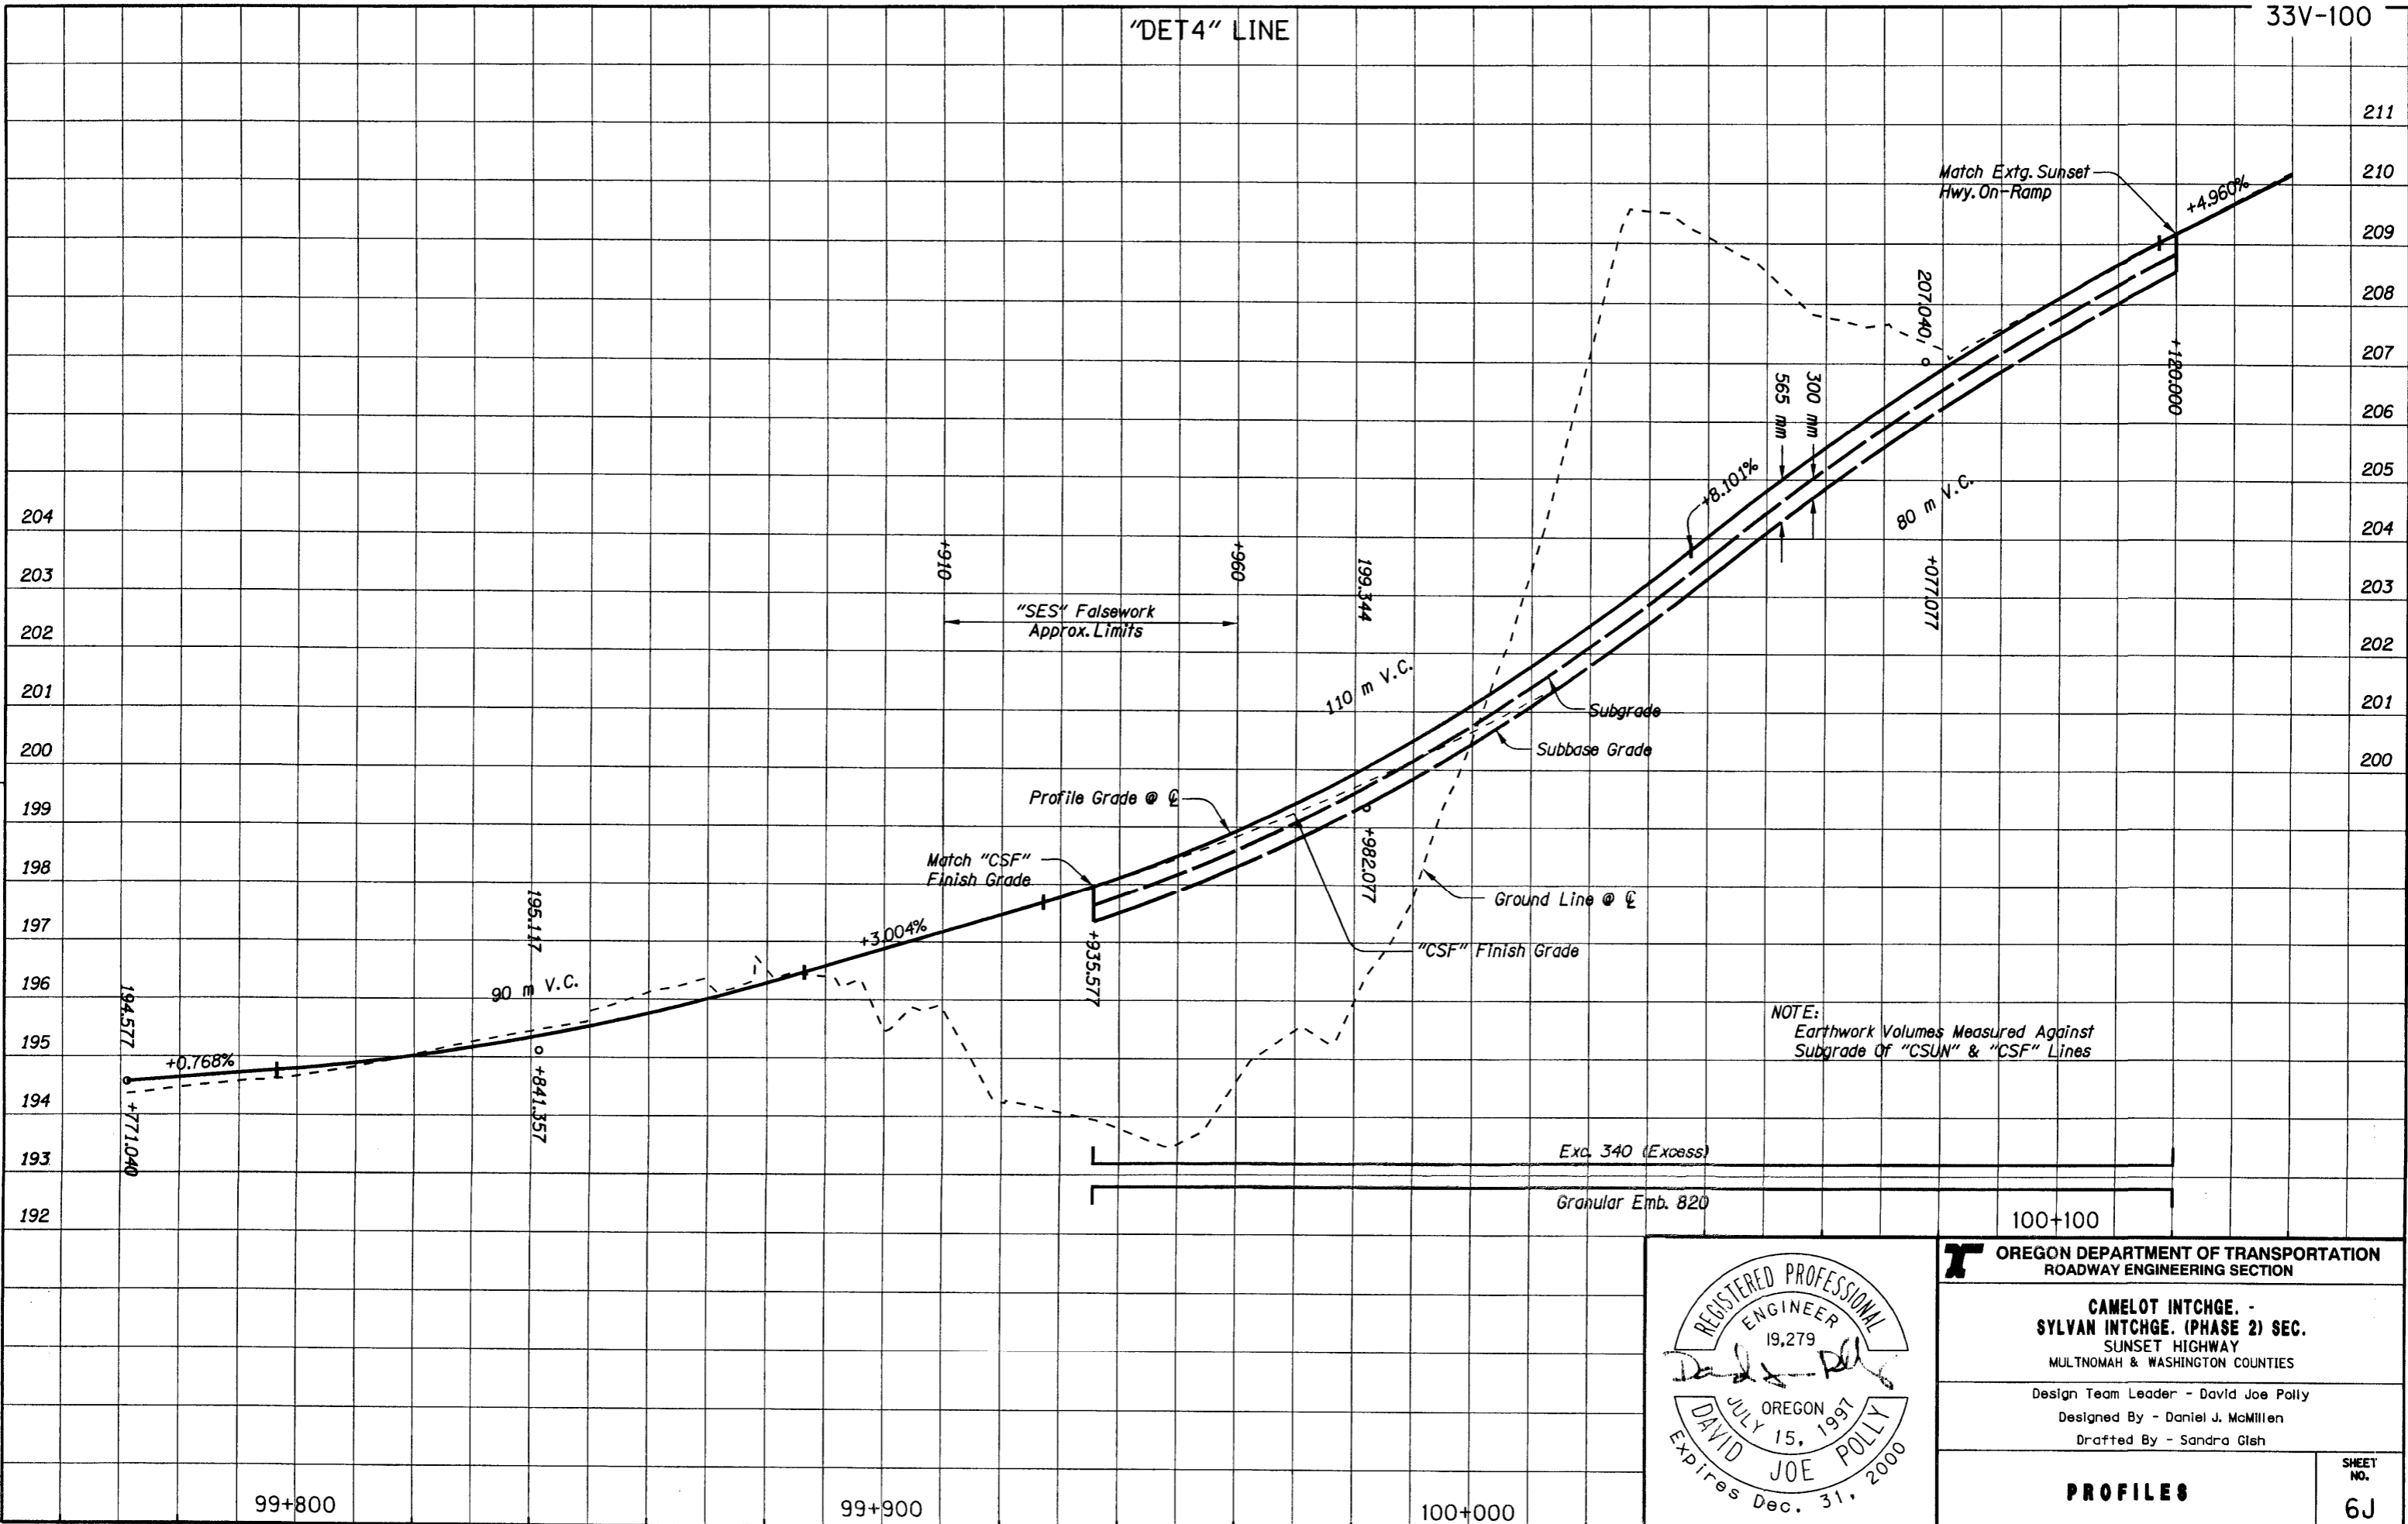 "DET4" LINE
33V-100
211
210
209
208
207
206
205
204
203
202
201
200
204
203
202
201
200
199
198
197
196
195
194
193
192
Match Extg. Sunset
Hwy. On-Ramp
+4.960%
207.040
+120.000
565 mm
300 mm
+8.101%
80 m V.C.
+077.077
+910
+960
"SES" Falsework
Approx. Limits
199.344
110 m V.C.
Subgrade
Subbase Grade
Profile Grade @ ℄
Match "CSF"
Finish Grade
+982.077
Ground Line @ ℄
"CSF" Finish Grade
195.117
+3.004%
+935.577
90 m V.C.
194.577
+0.768%
+841.357
+771.040
NOTE:
Earthwork Volumes Measured Against
Subgrade Of "CSUN" & "CSF" Lines
Exc. 340 (Excess)
Granular Emb. 820
99+800
99+900
100+000
100+100
REGISTERED PROFESSIONAL
ENGINEER
19,279
OREGON
JULY 15, 1997
DAVID JOE POLLY
Expires Dec. 31, 2000
OREGON DEPARTMENT OF TRANSPORTATION
ROADWAY ENGINEERING SECTION
CAMELOT INTCHGE. -
SYLVAN INTCHGE. (PHASE 2) SEC.
SUNSET HIGHWAY
MULTNOMAH & WASHINGTON COUNTIES
Design Team Leader - David Joe Polly
Designed By - Daniel J. McMillen
Drafted By - Sandra Gish
PROFILES
SHEET
NO.
6J